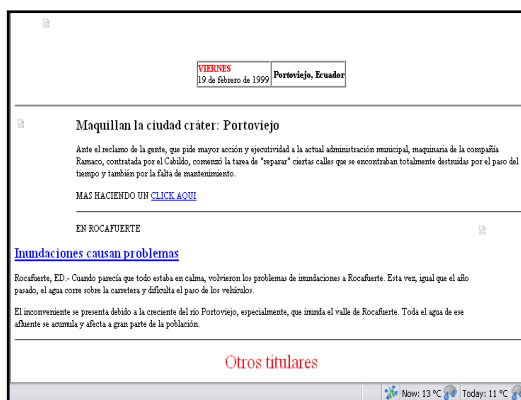 VIERNES
19 de febrero de 1999
Portoviejo, Ecuador
Maquillan la ciudad cráter: Portoviejo
Ante el reclamo de la gente, que pide mayor acción y ejecutividad a la actual administración municipal, maquinaria de la compañía
Ramaco, contratada por el Cabildo, comenzó la tarea de "reparar" ciertas calles que se encontraban totalmente destruidas por el paso del
tiempo y también por la falta de mantenimiento.
MAS HACIENDO UN CLICK AQUI
EN ROCAFUERTE
Inundaciones causan problemas
Rocafuerte, ED.- Cuando parecía que todo estaba en calma, volvieron los problemas de inundaciones a Rocafuerte. Esta vez, igual que el año
pasado, el agua corre sobre la carretera y dificulta el paso de los vehículos.
El inconveniente se presenta debido a la creciente del río Portoviejo, especialmente, que inunda el valle de Rocafuerte. Toda el agua de ese
afluente se acumula y afecta a gran parte de la población.
Otros titulares
Now: 13 °C Today: 11 °C